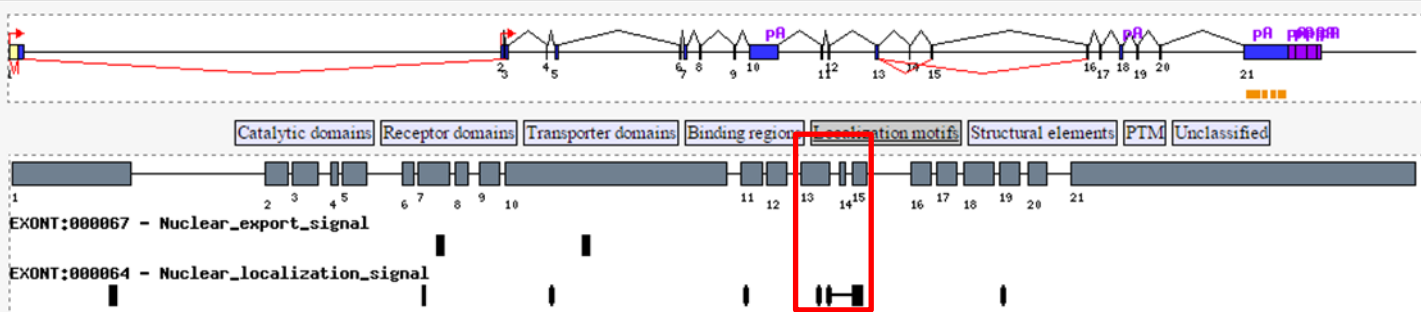 pA pA pA
1 2 3 4 5 6 7 8 9 10 11 12 13 14 15 16 17 18 19 20 21
Catalytic domains Receptor domains Transporter domains Binding regions Localization motifs Structural elements PTM Unclassified
1 2 3 4 5 6 7 8 9 10 11 12 13 14 15 16 17 18 19 20 21
EXONT:000067 - Nuclear_export_signal
EXONT:000064 - Nuclear_localization_signal